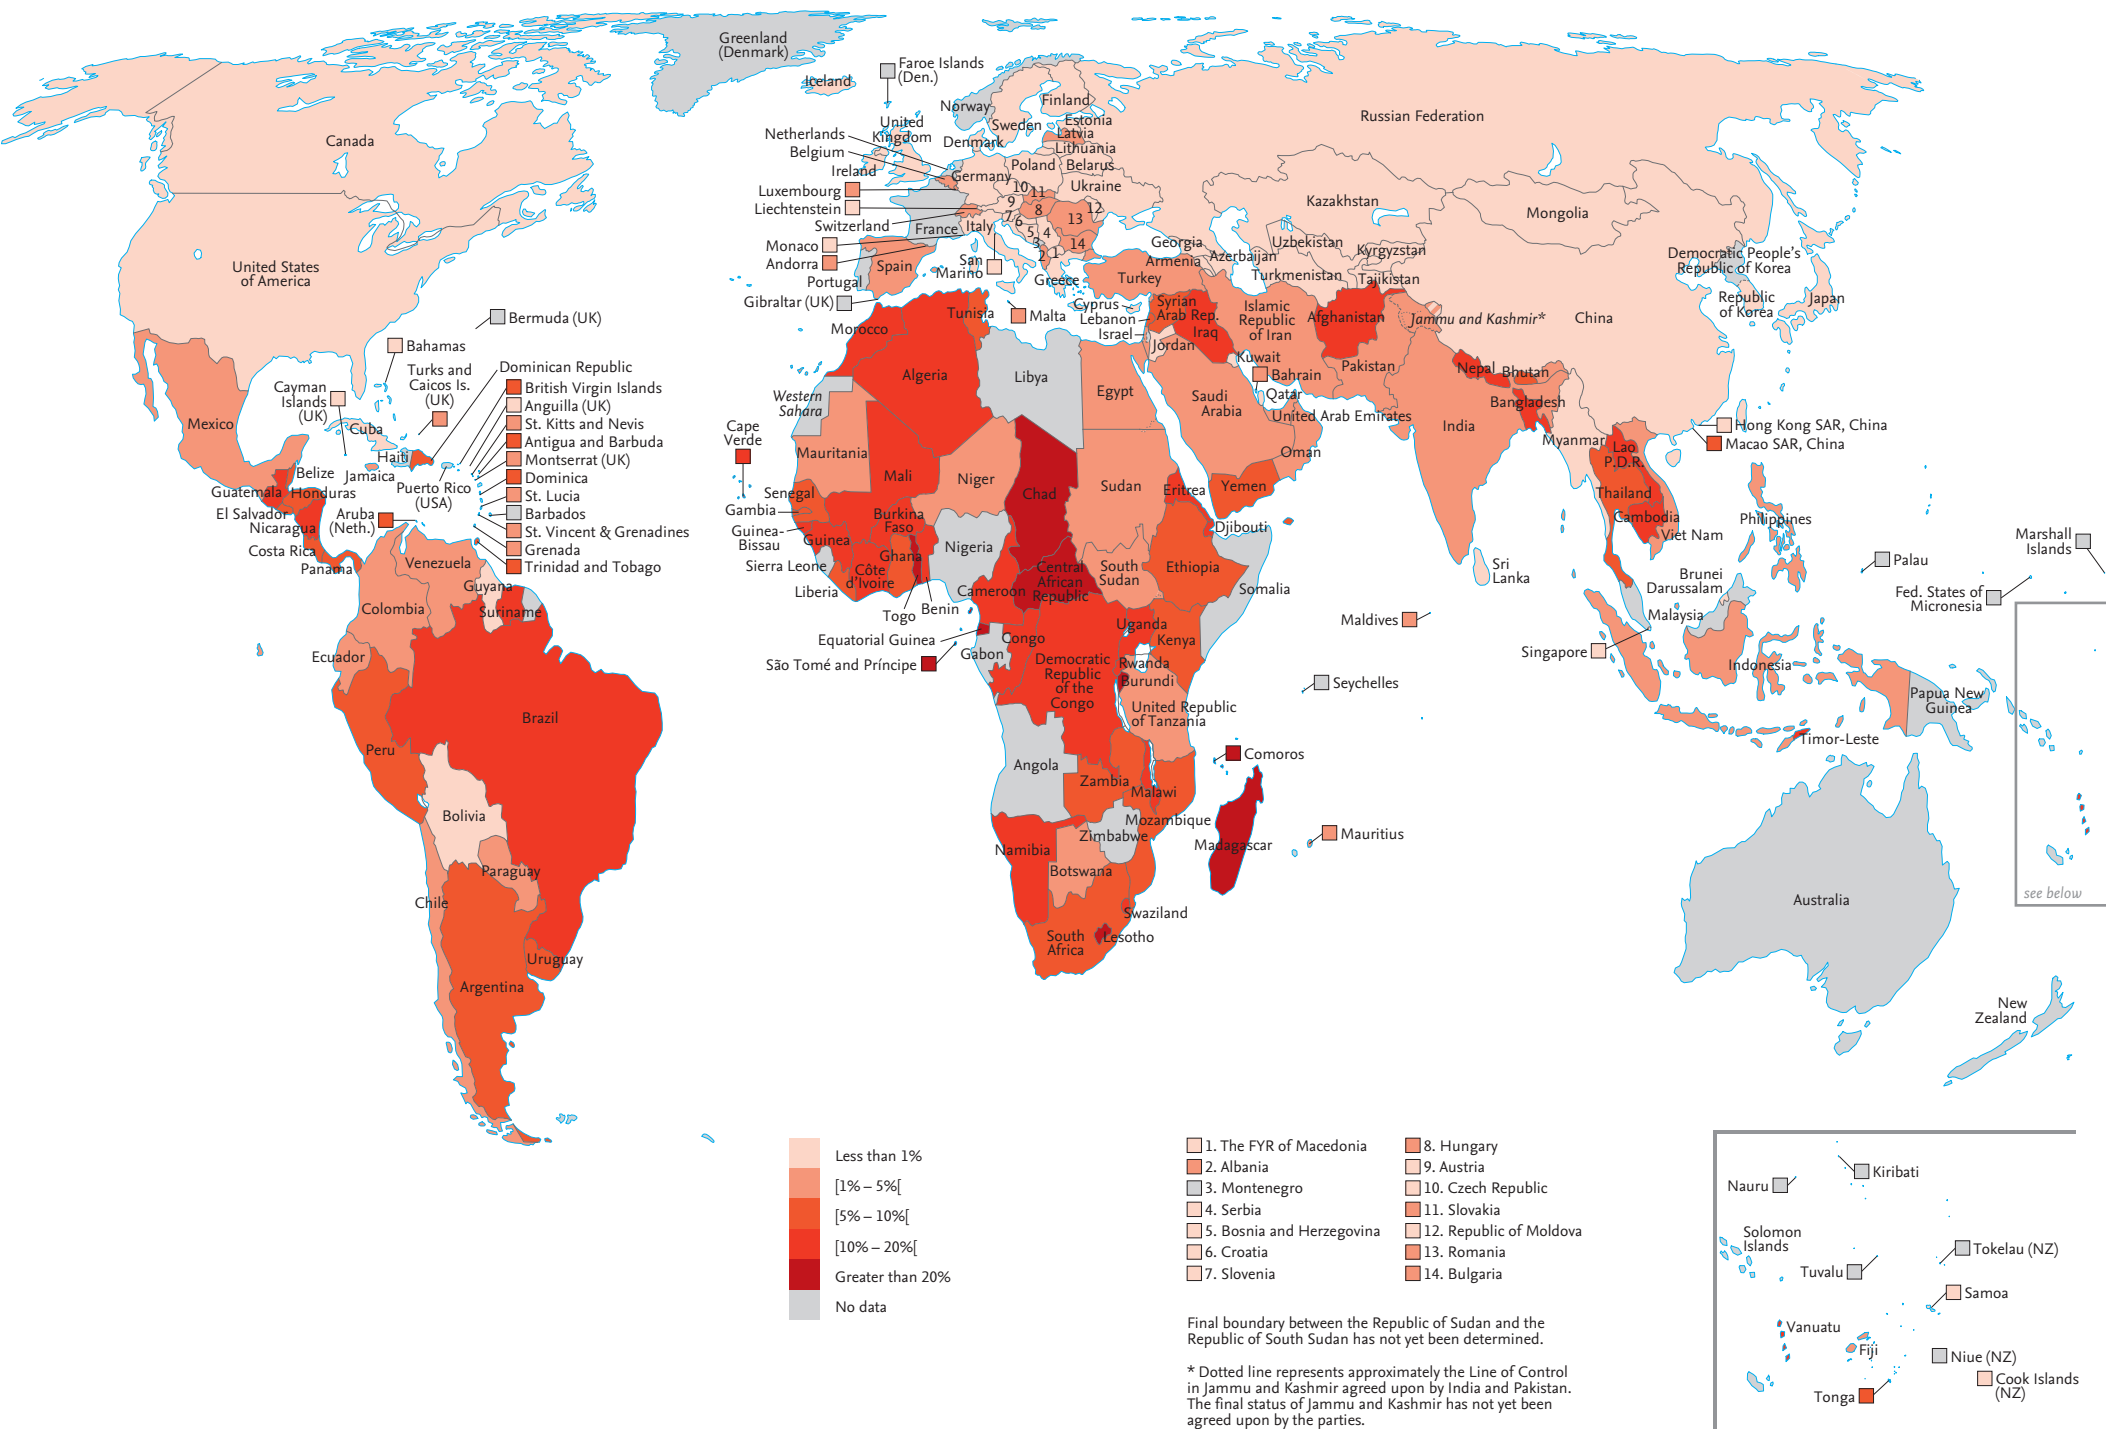 Greenland
(Denmark)
Faroe Islands
(Den.)
Iceland
Norway
Finland
Sweden
Estonia
Latvia
Lithuania
Denmark
United
Kingdom
Netherlands
Belgium
Ireland
Luxembourg
Liechtenstein
Switzerland
Monaco
Andorra
Portugal
Gibraltar (UK)
Germany
Poland
Belarus
Ukraine
10
11
9
8
7
6
5
4
3
2
1
12
13
14
France
Italy
San
Marino
Spain
Greece
Malta
Russian Federation
Kazakhstan
Mongolia
Georgia
Armenia
Azerbaijan
Uzbekistan
Turkmenistan
Kyrgyzstan
Tajikistan
Turkey
Cyprus
Lebanon
Israel
Syrian
Arab Rep.
Iraq
Jordan
Islamic
Republic
of Iran
Afghanistan
Jammu and Kashmir*
China
Democratic People's
Republic of Korea
Republic
of Korea
Japan
Kuwait
Bahrain
Qatar
United Arab Emirates
Saudi
Arabia
Oman
Yemen
Pakistan
Nepal
Bhutan
Bangladesh
India
Myanmar
Lao
P.D.R.
Thailand
Cambodia
Viet Nam
Hong Kong SAR, China
Macao SAR, China
Philippines
Sri
Lanka
Maldives
Brunei
Darussalam
Malaysia
Singapore
Indonesia
Timor-Leste
Papua New
Guinea
Palau
Fed. States of
Micronesia
Marshall
Islands
see below
Australia
New
Zealand
Canada
United States
of America
Bermuda (UK)
Bahamas
Turks and
Caicos Is.
(UK)
Cayman
Islands
(UK)
Mexico
Cuba
Haiti
Jamaica
Puerto Rico
(USA)
Dominican Republic
British Virgin Islands
Anguilla (UK)
St. Kitts and Nevis
Antigua and Barbuda
Montserrat (UK)
Dominica
St. Lucia
Barbados
St. Vincent & Grenadines
Grenada
Trinidad and Tobago
Belize
Guatemala
Honduras
El Salvador
Nicaragua
Costa Rica
Panama
Aruba
(Neth.)
Venezuela
Guyana
Suriname
Colombia
Ecuador
Peru
Brazil
Bolivia
Paraguay
Chile
Uruguay
Argentina
Morocco
Tunisia
Algeria
Libya
Egypt
Western
Sahara
Cape
Verde
Mauritania
Mali
Niger
Chad
Sudan
Eritrea
Senegal
Gambia
Guinea-
Bissau
Guinea
Sierra Leone
Liberia
Burkina
Faso
Ghana
Côte
d'Ivoire
Togo
Benin
Nigeria
Cameroon
Central
African
Republic
South
Sudan
Djibouti
Ethiopia
Somalia
Equatorial Guinea
São Tomé and Príncipe
Gabon
Congo
Democratic
Republic
of the
Congo
Uganda
Kenya
Rwanda
Burundi
United Republic
of Tanzania
Seychelles
Comoros
Angola
Zambia
Malawi
Mozambique
Zimbabwe
Madagascar
Mauritius
Namibia
Botswana
Swaziland
Lesotho
South
Africa
Less than 1%
[1% – 5%[
[5% – 10%[
[10% – 20%[
Greater than 20%
No data
1. The FYR of Macedonia
2. Albania
3. Montenegro
4. Serbia
5. Bosnia and Herzegovina
6. Croatia
7. Slovenia
8. Hungary
9. Austria
10. Czech Republic
11. Slovakia
12. Republic of Moldova
13. Romania
14. Bulgaria
Final boundary between the Republic of Sudan and the
Republic of South Sudan has not yet been determined.
* Dotted line represents approximately the Line of Control
in Jammu and Kashmir agreed upon by India and Pakistan.
The final status of Jammu and Kashmir has not yet been
agreed upon by the parties.
Nauru
Kiribati
Solomon
Islands
Tuvalu
Tokelau (NZ)
Samoa
Vanuatu
Fiji
Niue (NZ)
Cook Islands
(NZ)
Tonga